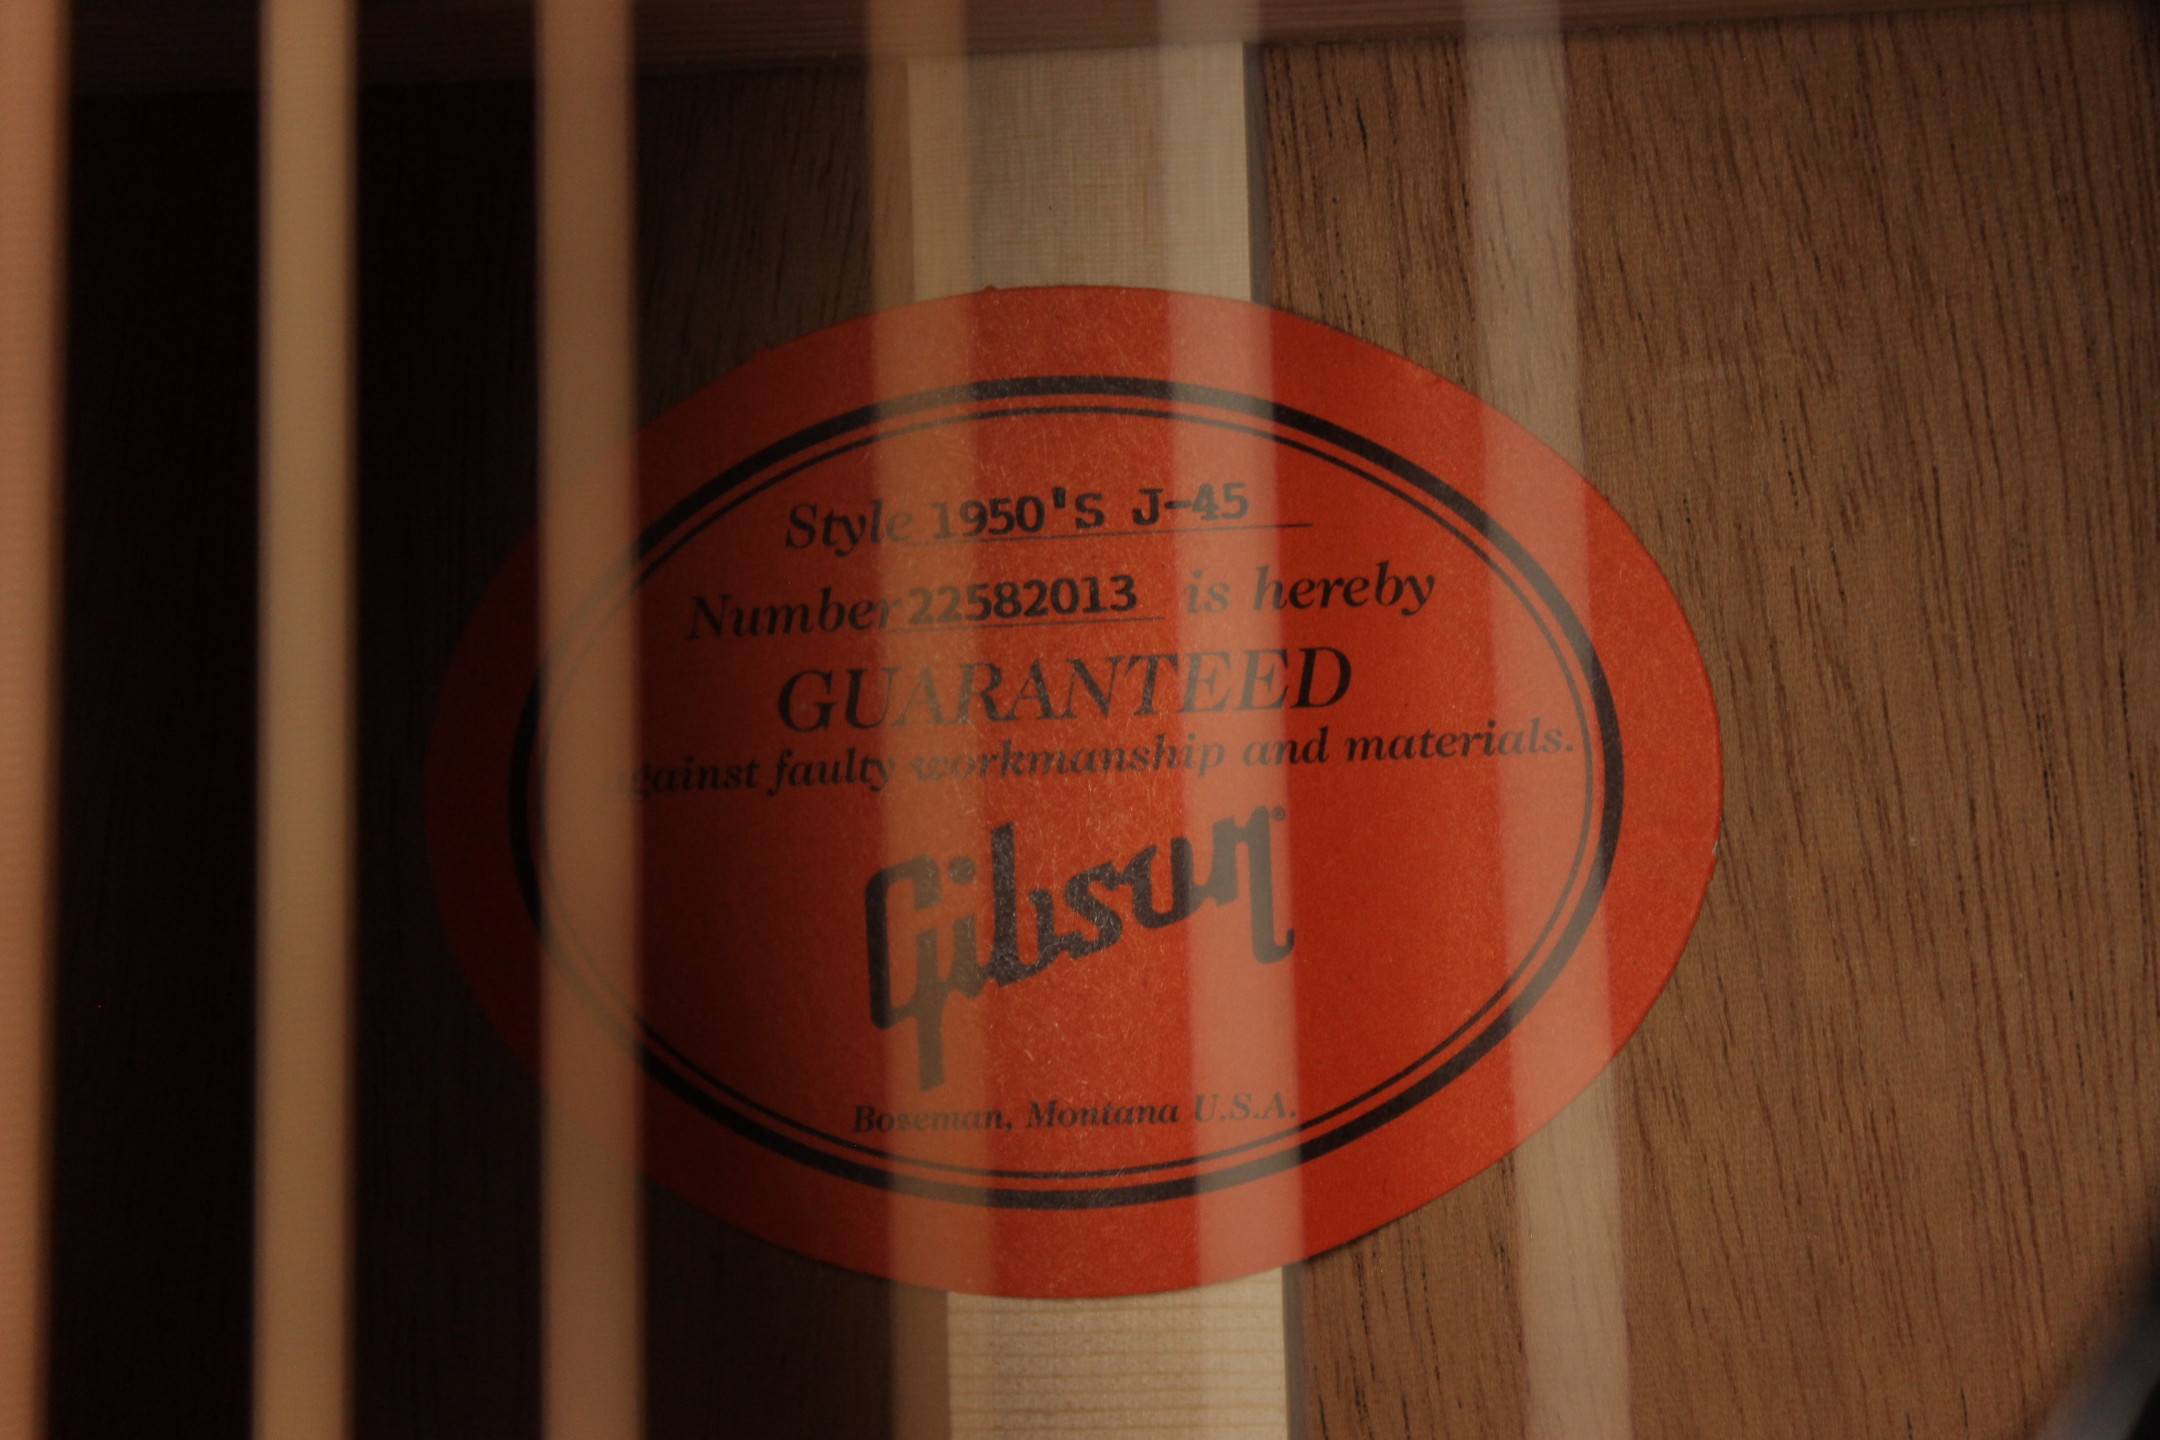 Style 1950'S J-45
Number 22582013 is hereby
GUARANTEED
against faulty workmanship and materials.
Gibson®
Bozeman, Montana U.S.A.